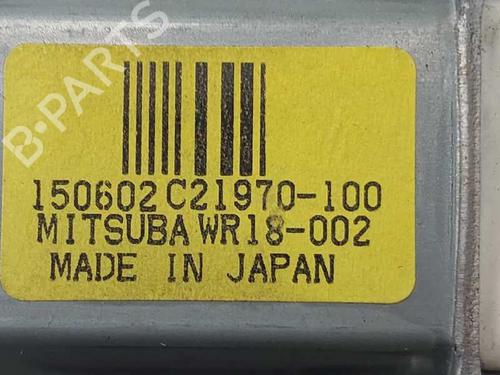 B-PARTS
150602 C21970-100
MITSUBA WR18-002
MADE IN JAPAN